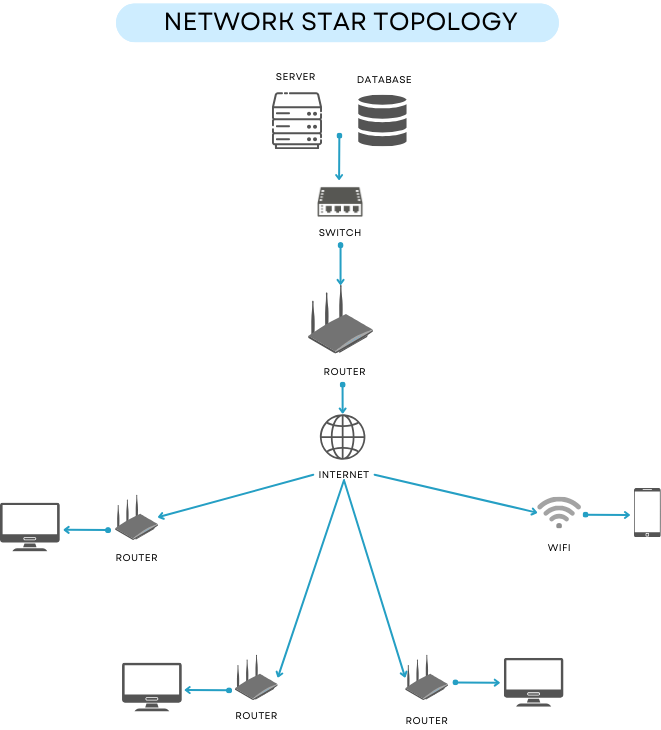 NETWORK STAR TOPOLOGY
SERVER
DATABASE
SWITCH
ROUTER
INTERNET
ROUTER
WIFI
ROUTER
ROUTER